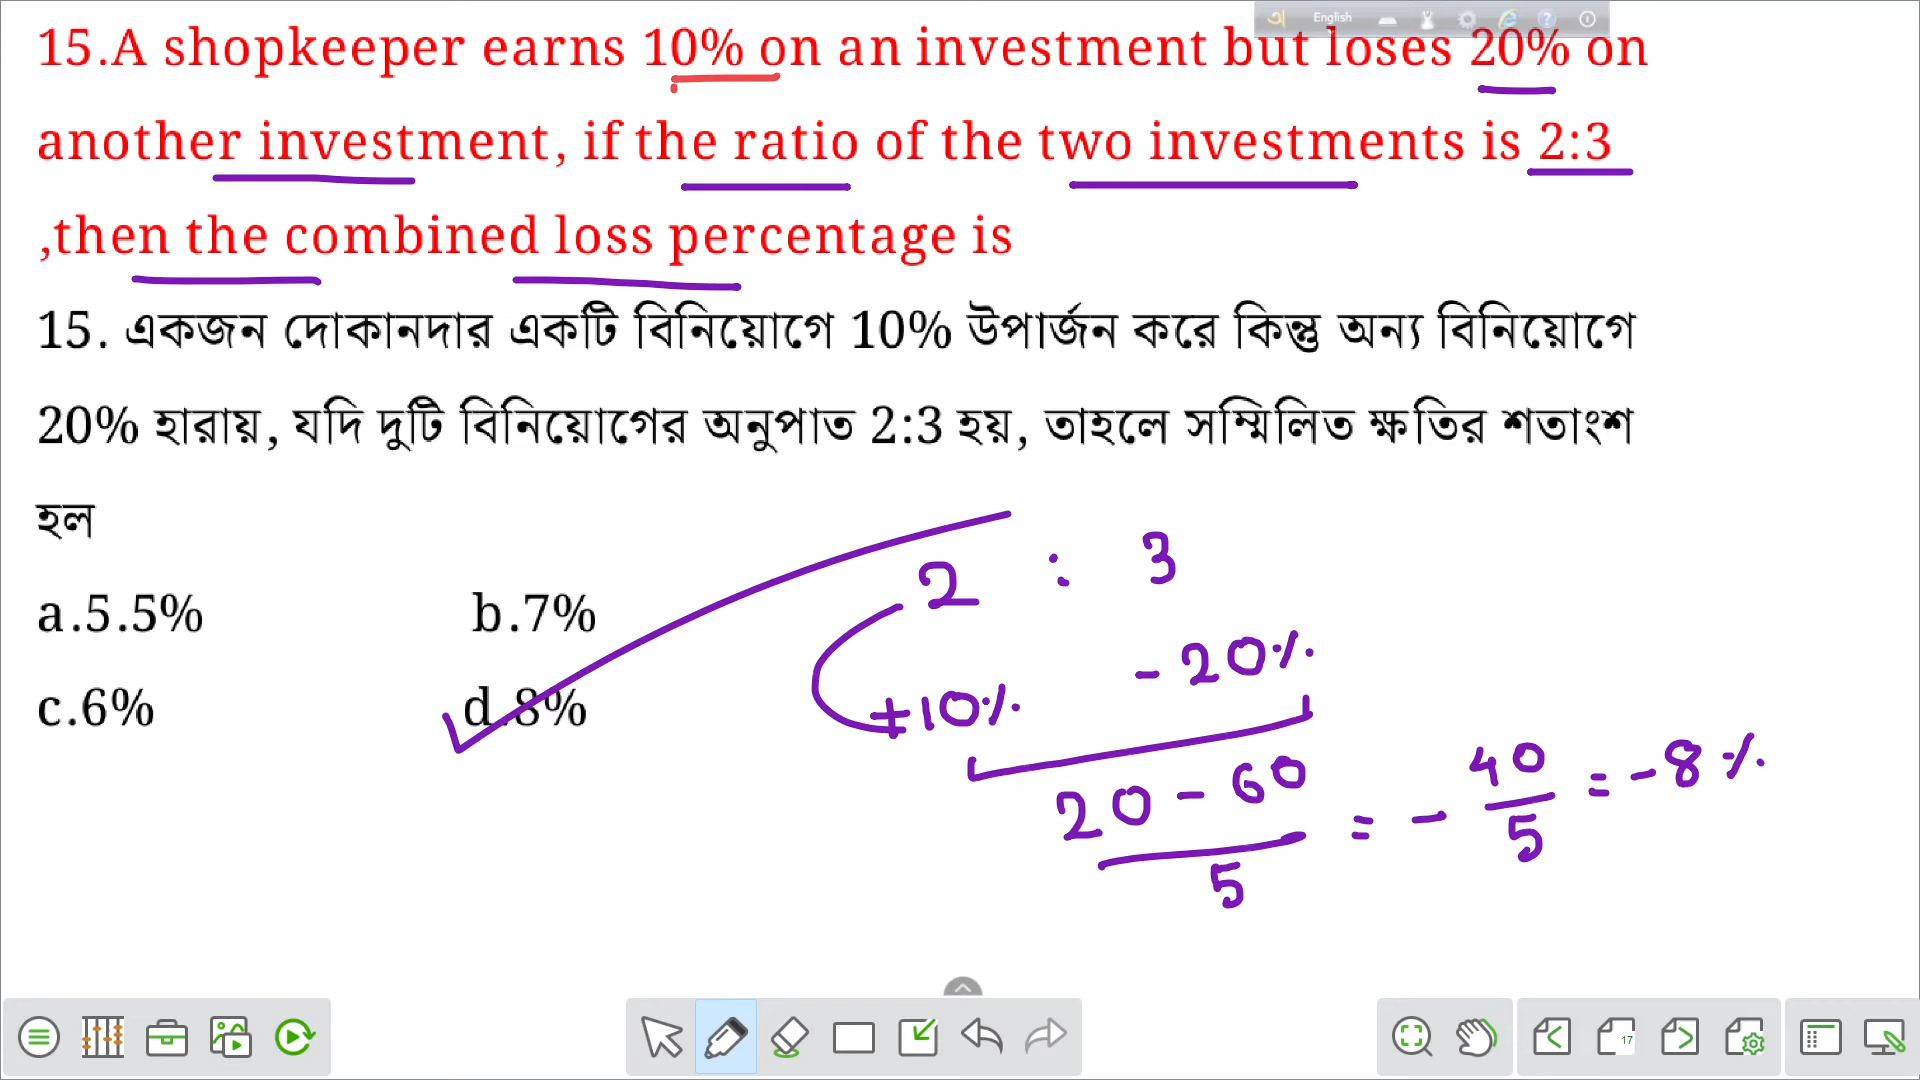 English
15.A shopkeeper earns 10% on an investment but loses 20% on
another investment, if the ratio of the two investments is 2:3
,then the combined loss percentage is
15. একজন দোকানদার একটি বিনিয়োগে 10% উপার্জন করে কিন্তু অন্য বিনিয়োগে
20% হারায়, যদি দুটি বিনিয়োগের অনুপাত 2:3 হয়, তাহলে সম্মিলিত ক্ষতির শতাংশ
হল
a.5.5% b.7%
c.6% d.8%
2 : 3
+10% -20%
20-60/5 = -40/5 = -8%
17